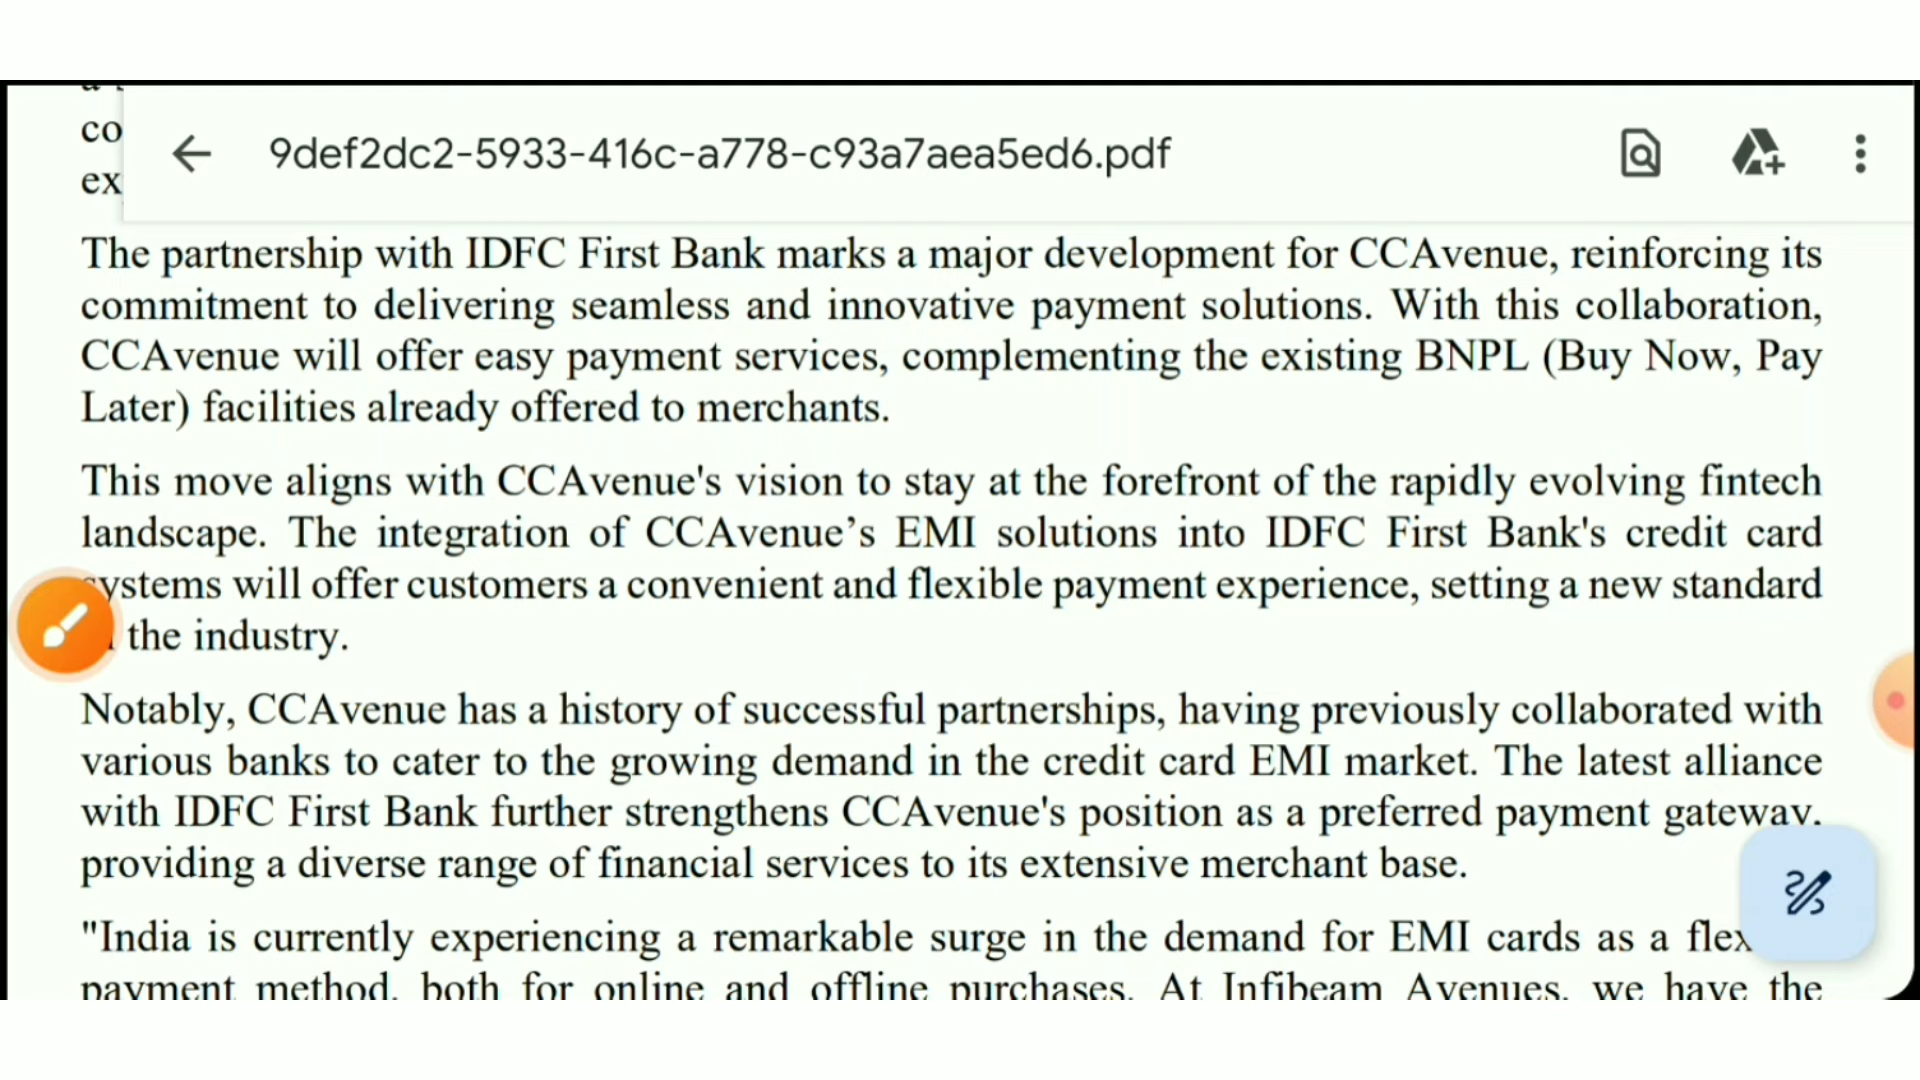 co
ex
9def2dc2-5933-416c-a778-c93a7aea5ed6.pdf
The partnership with IDFC First Bank marks a major development for CCAvenue, reinforcing its
commitment to delivering seamless and innovative payment solutions. With this collaboration,
CCAvenue will offer easy payment services, complementing the existing BNPL (Buy Now, Pay
Later) facilities already offered to merchants.
This move aligns with CCAvenue's vision to stay at the forefront of the rapidly evolving fintech
landscape. The integration of CCAvenue’s EMI solutions into IDFC First Bank's credit card
systems will offer customers a convenient and flexible payment experience, setting a new standard
the industry.
Notably, CCAvenue has a history of successful partnerships, having previously collaborated with
various banks to cater to the growing demand in the credit card EMI market. The latest alliance
with IDFC First Bank further strengthens CCAvenue's position as a preferred payment gateway,
providing a diverse range of financial services to its extensive merchant base.
"India is currently experiencing a remarkable surge in the demand for EMI cards as a flex
payment method, both for online and offline purchases. At Infibeam Avenues, we have the